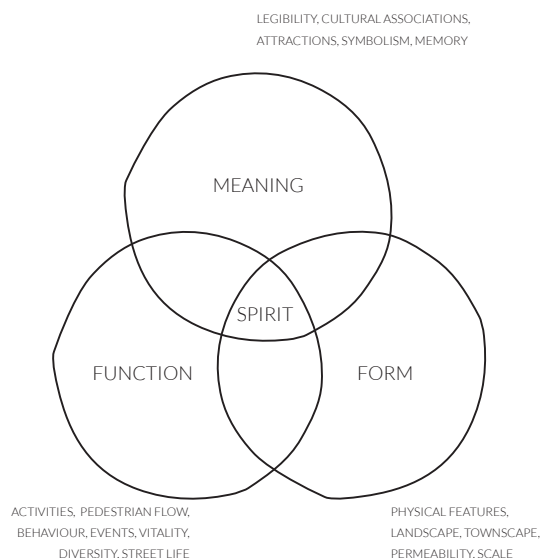 LEGIBILITY, CULTURAL ASSOCIATIONS,
ATTRACTIONS, SYMBOLISM, MEMORY
MEANING
SPIRIT
FUNCTION
FORM
ACTIVITIES, PEDESTRIAN FLOW,
BEHAVIOUR, EVENTS, VITALITY,
DIVERSITY, STREET LIFE
PHYSICAL FEATURES,
LANDSCAPE, TOWNSCAPE,
PERMEABILITY, SCALE